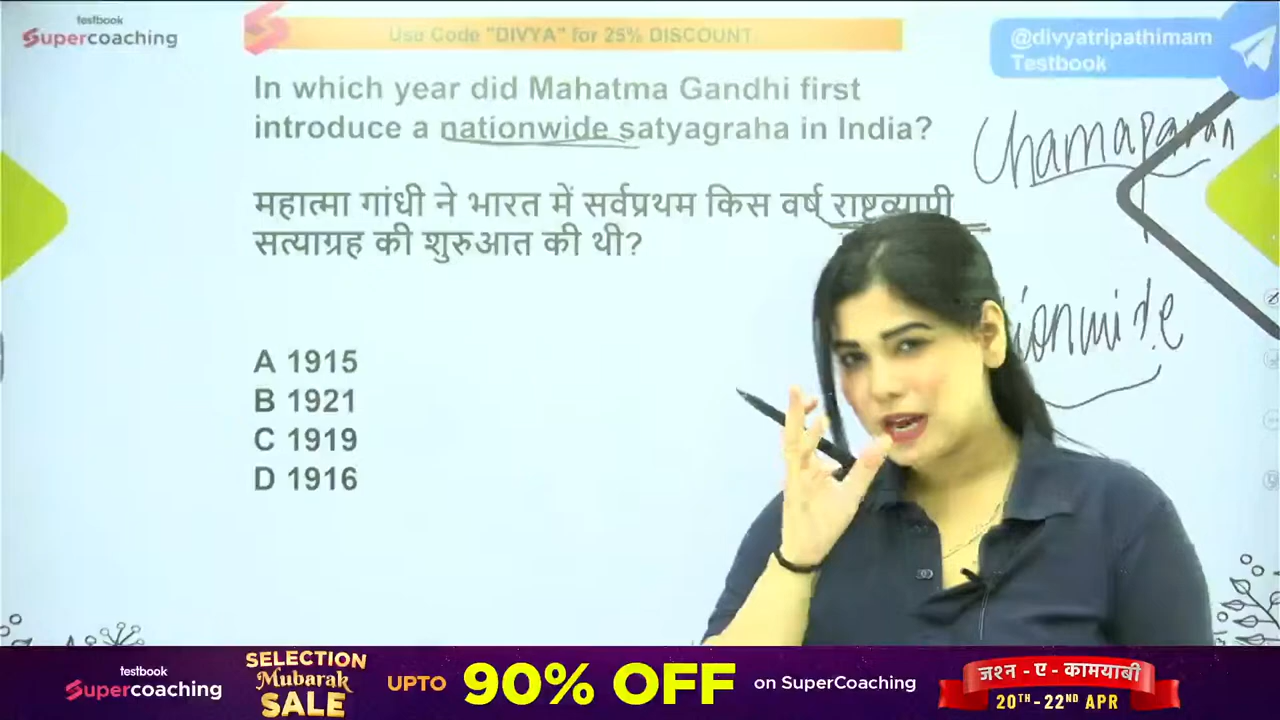 testbook
Supercoaching
Use Code "DIVYA" for 25% DISCOUNT
@divyatripathimam
Testbook
In which year did Mahatma Gandhi first
introduce a nationwide satyagraha in India?
Chamaparan
महात्मा गांधी ने भारत में सर्वप्रथम किस वर्ष राष्ट्रव्यापी
सत्याग्रह की शुरुआत की थी?
A 1915
B 1921
C 1919
D 1916
testbook
Supercoaching
SELECTION
Mubarak
SALE
UPTO 90% OFF on SuperCoaching
जश्न - ए - कामयाबी
20TH - 22ND APR